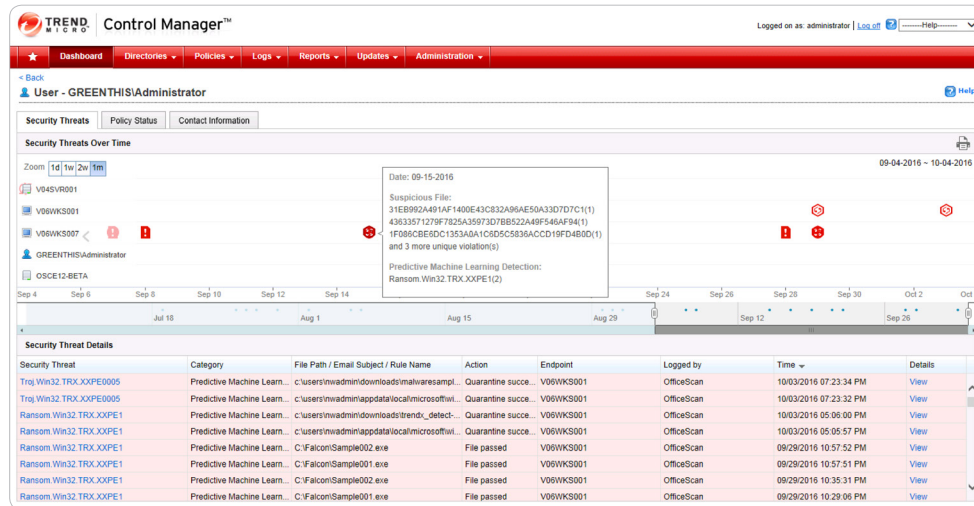 TREND MICRO Control Manager™ Logged on as: administrator | Log off ? --------Help--------
Dashboard Directories Policies Logs Reports Updates Administration
< Back
User - GREENTHIS\Administrator ? Help
Security Threats Policy Status Contact Information
Security Threats Over Time
Zoom 1d 1w 2w 1m 09-04-2016 ~ 10-04-2016
Date: 09-15-2016
V04SVR001
Suspicious File:
31EB992A491AF1400E43C832A96AE50A33D7D7C1(1)
V06WKS001
43633571279F7825A35973D7BB522A49F546AF94(1)
V06WKS007
1F086CBE6DC1353A0A1C6D5C5836ACCD19FD4B0D(1)
and 3 more unique violation(s)
GREENTHIS\Administrator
Predictive Machine Learning Detection:
OSCE12-BETA
Ransom.Win32.TRX.XXPE1(2)
Sep 4 Sep 6 Sep 8 Sep 10 Sep 12 Sep 14 Sep 24 Sep 26 Sep 28 Sep 30 Oct 2 Oct
Jul 18 Aug 1 Aug 15 Aug 29 Sep 12 Sep 26
Security Threat Details
Security Threat Category File Path / Email Subject / Rule Name Action Endpoint Logged by Time Details
Troj.Win32.TRX.XXPE0005 Predictive Machine Learn... c:\users\nwadmin\downloads\malwaresampl... Quarantine succe... V06WKS001 OfficeScan 10/03/2016 07:23:34 PM View
Troj.Win32.TRX.XXPE0005 Predictive Machine Learn... c:\users\nwadmin\appdata\local\microsoft\wi... Quarantine succe... V06WKS001 OfficeScan 10/03/2016 07:23:32 PM View
Ransom.Win32.TRX.XXPE1 Predictive Machine Learn... c:\users\nwadmin\downloads\trendx_detect-... Quarantine succe... V06WKS001 OfficeScan 10/03/2016 05:06:00 PM View
Ransom.Win32.TRX.XXPE1 Predictive Machine Learn... c:\users\nwadmin\appdata\local\microsoft\wi... Quarantine succe... V06WKS001 OfficeScan 10/03/2016 05:05:57 PM View
Ransom.Win32.TRX.XXPE1 Predictive Machine Learn... C:\Falcon\Sample002.exe File passed V06WKS001 OfficeScan 09/29/2016 10:57:52 PM View
Ransom.Win32.TRX.XXPE1 Predictive Machine Learn... C:\Falcon\Sample001.exe File passed V06WKS001 OfficeScan 09/29/2016 10:57:51 PM View
Ransom.Win32.TRX.XXPE1 Predictive Machine Learn... C:\Falcon\Sample002.exe File passed V06WKS001 OfficeScan 09/29/2016 10:35:31 PM View
Ransom.Win32.TRX.XXPE1 Predictive Machine Learn... C:\Falcon\Sample001.exe File passed V06WKS001 OfficeScan 09/29/2016 10:29:06 PM View